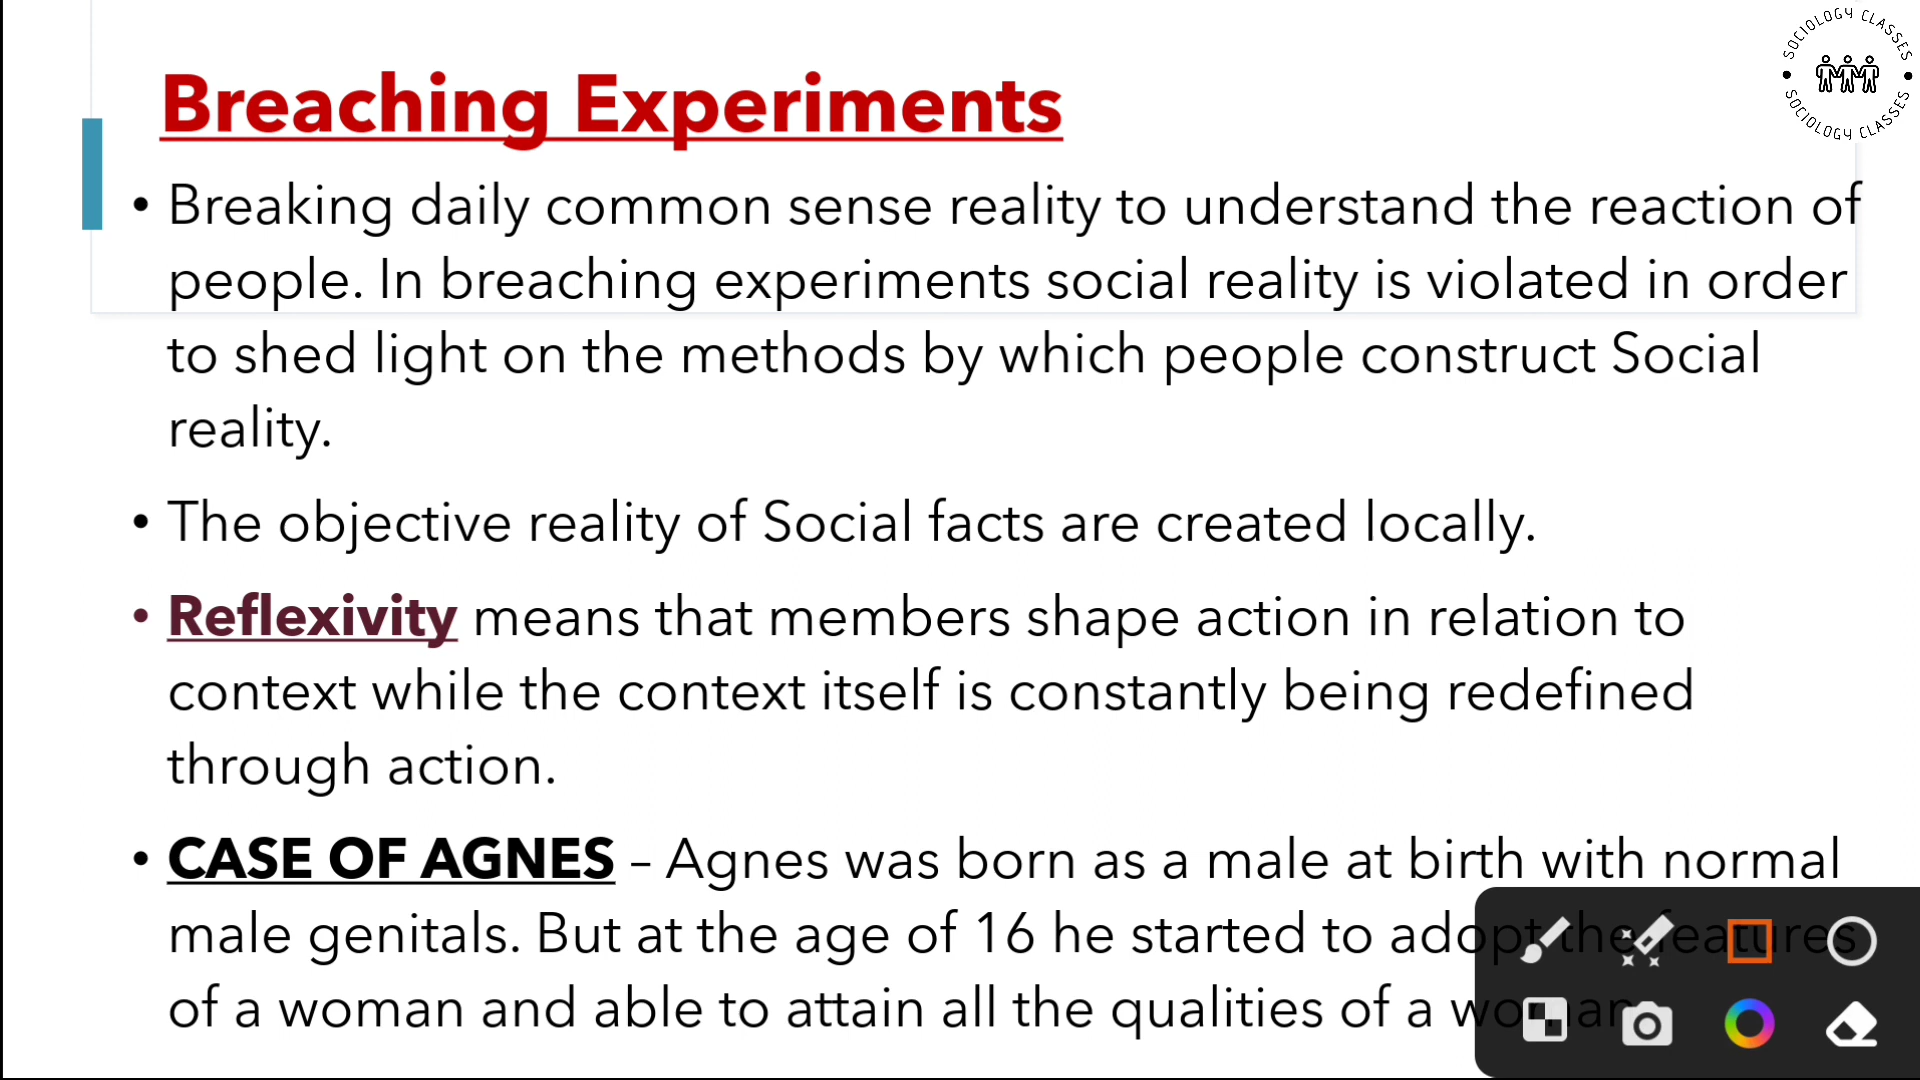 SOCIOLOGY CLASSES
SOCIOLOGY CLASSES
Breaching Experiments
• Breaking daily common sense reality to understand the reaction of
people. In breaching experiments social reality is violated in order
to shed light on the methods by which people construct Social
reality.
• The objective reality of Social facts are created locally.
• Reflexivity means that members shape action in relation to
context while the context itself is constantly being redefined
through action.
• CASE OF AGNES – Agnes was born as a male at birth with normal
male genitals. But at the age of 16 he started to adopt the features
of a woman and able to attain all the qualities of a woman